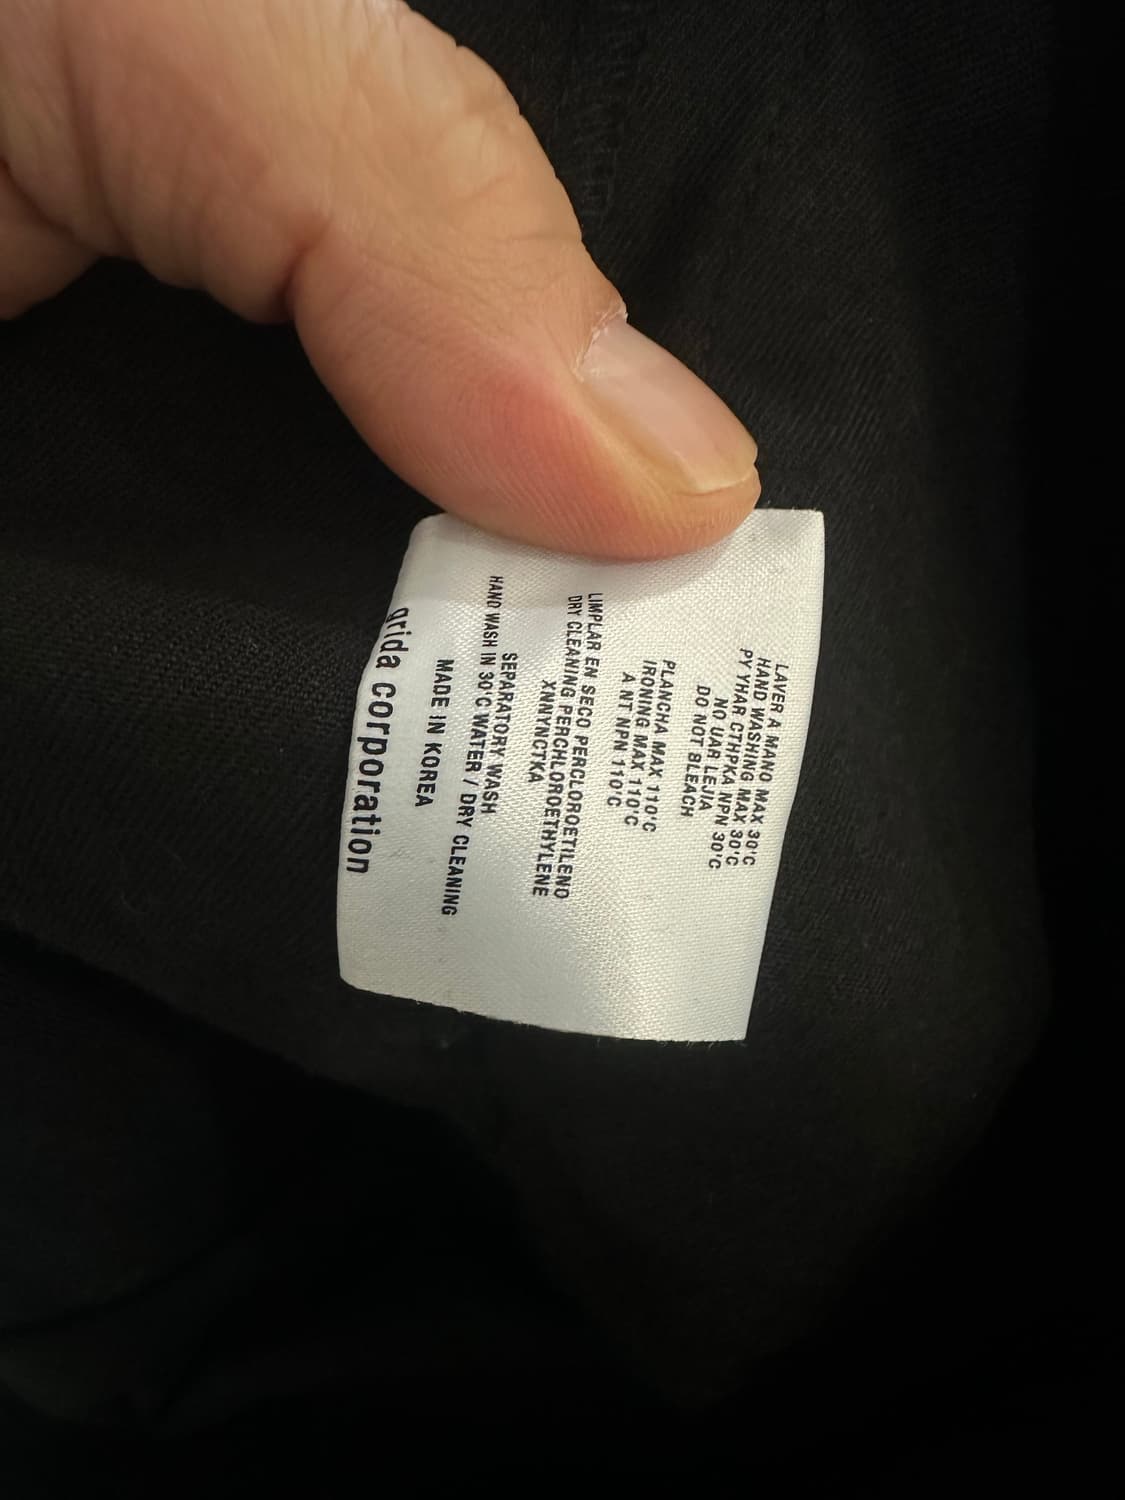 LAVER A MANO MAX 30'C
HAND WASHING MAX 30'C
PY YHAR CTHPKA NPN 30'C
NO UAR LEJIA
DO NOT BLEACH
PLANCHA MAX 110'C
IRONING MAX 110'C
A NT NPN 110'C
LIMPLAR EN SECO PERCLOROETILENO
DRY CLEANING PERCHLOROETHYLENE
XNNYNCTKA
SEPARATORY WASH
HAND WASH IN 30'C WATER / DRY CLEANING
MADE IN KOREA
grida corporation